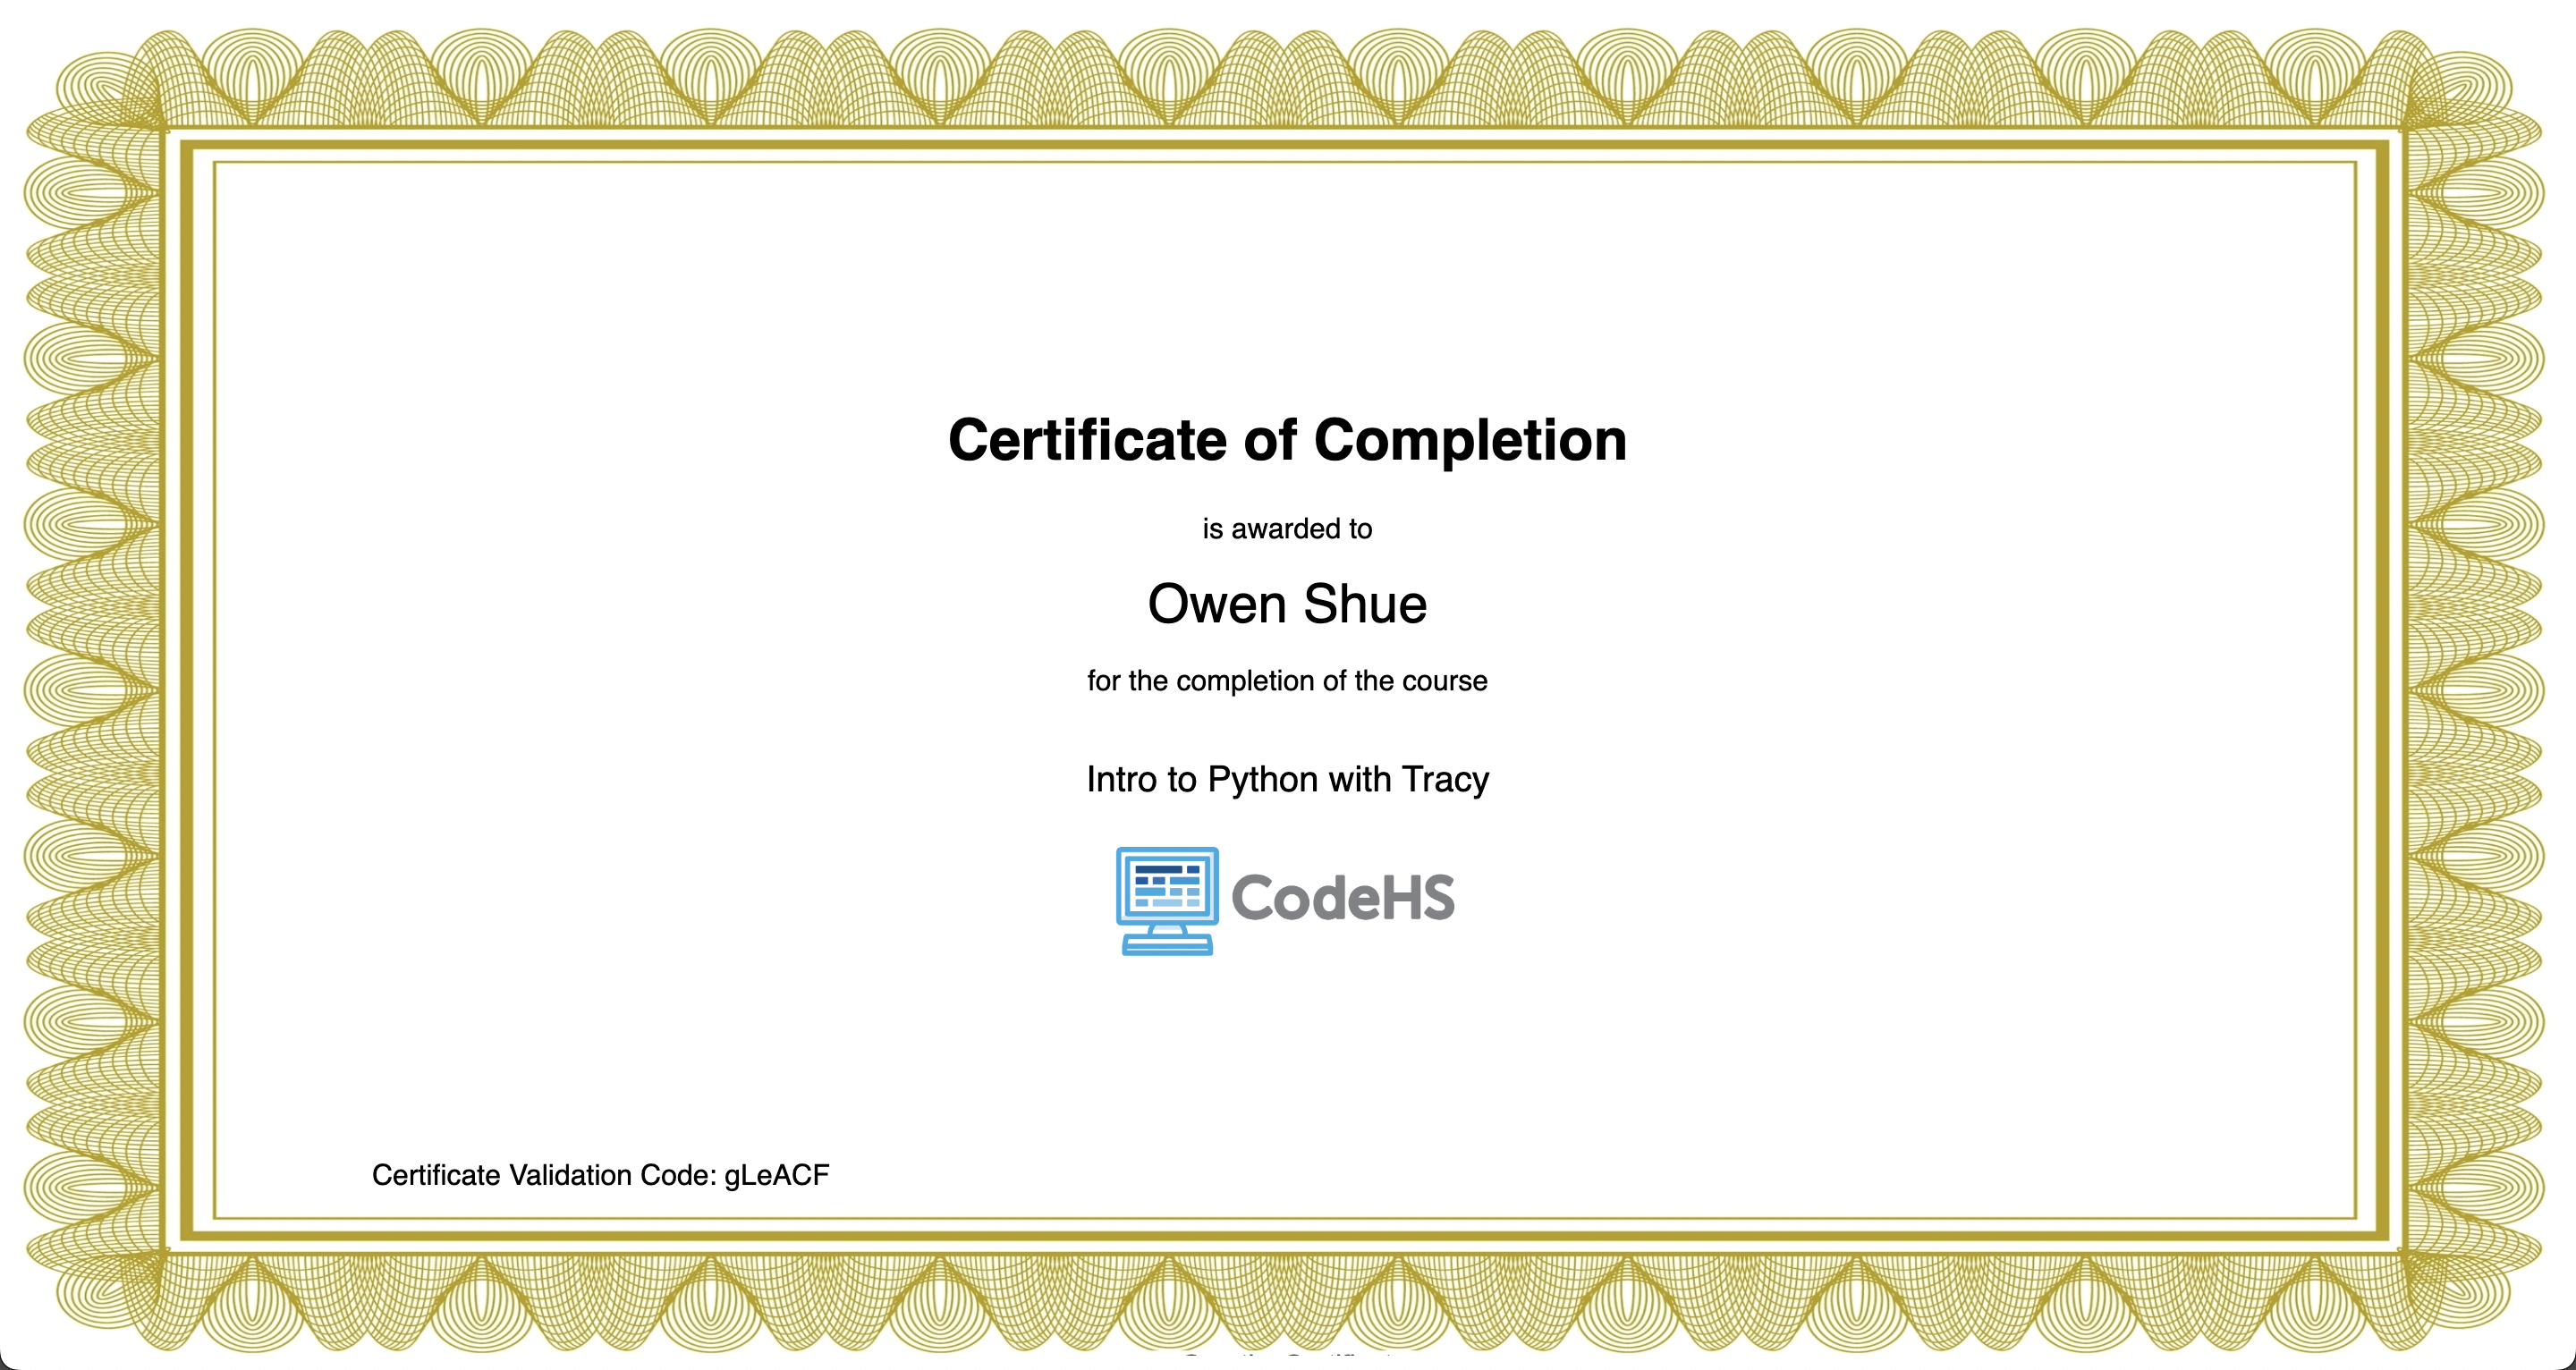 Certificate of Completion
is awarded to
Owen Shue
for the completion of the course
Intro to Python with Tracy
CodeHS
Certificate Validation Code: gLeACF